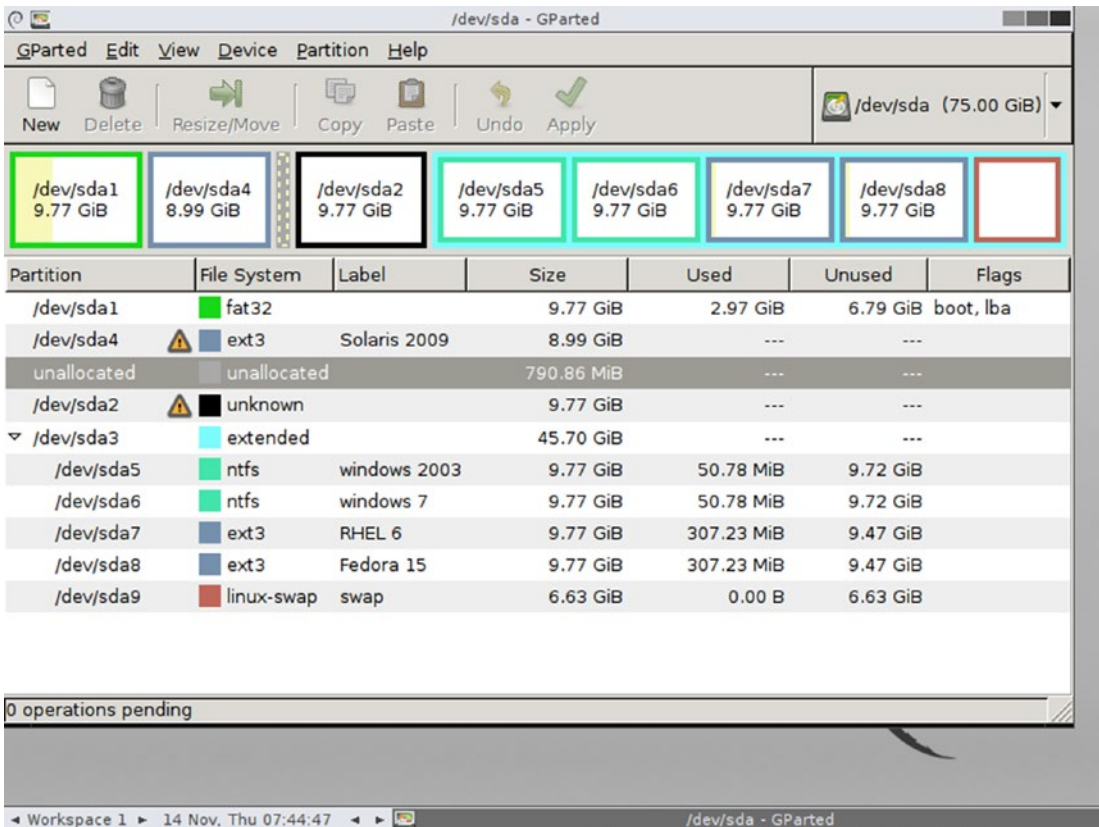 /dev/sda - GParted
GParted Edit View Device Partition Help
New Delete Resize/Move Copy Paste Undo Apply /dev/sda (75.00 GiB)
/dev/sda1 /dev/sda4 /dev/sda2 /dev/sda5 /dev/sda6 /dev/sda7 /dev/sda8
9.77 GiB 8.99 GiB 9.77 GiB 9.77 GiB 9.77 GiB 9.77 GiB 9.77 GiB
Partition File System Label Size Used Unused Flags
/dev/sda1 fat32 9.77 GiB 2.97 GiB 6.79 GiB boot, lba
/dev/sda4 ext3 Solaris 2009 8.99 GiB --- ---
unallocated unallocated 790.86 MiB --- ---
/dev/sda2 unknown 9.77 GiB --- ---
/dev/sda3 extended 45.70 GiB --- ---
/dev/sda5 ntfs windows 2003 9.77 GiB 50.78 MiB 9.72 GiB
/dev/sda6 ntfs windows 7 9.77 GiB 50.78 MiB 9.72 GiB
/dev/sda7 ext3 RHEL 6 9.77 GiB 307.23 MiB 9.47 GiB
/dev/sda8 ext3 Fedora 15 9.77 GiB 307.23 MiB 9.47 GiB
/dev/sda9 linux-swap swap 6.63 GiB 0.00 B 6.63 GiB
0 operations pending
Workspace 1 14 Nov, Thu 07:44:47 /dev/sda - GParted